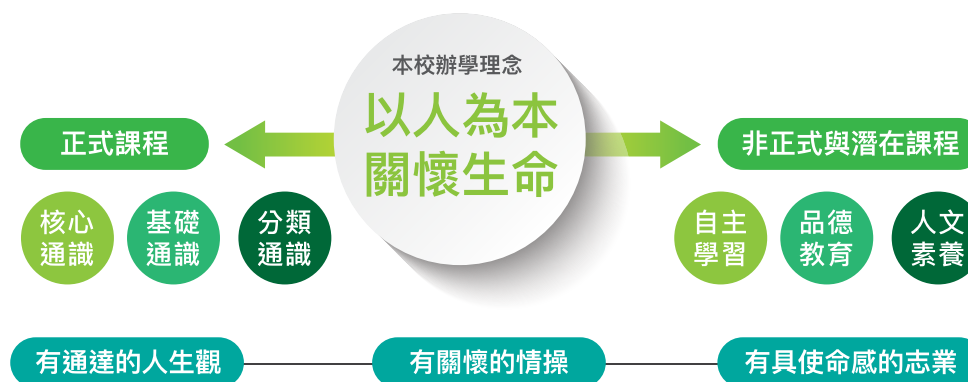 本校辦學理念
以人為本
關懷生命
正式課程
非正式與潛在課程
核心
通識
基礎
通識
分類
通識
自主
學習
品德
教育
人文
素養
有通達的人生觀
有關懷的情操
有具使命感的志業